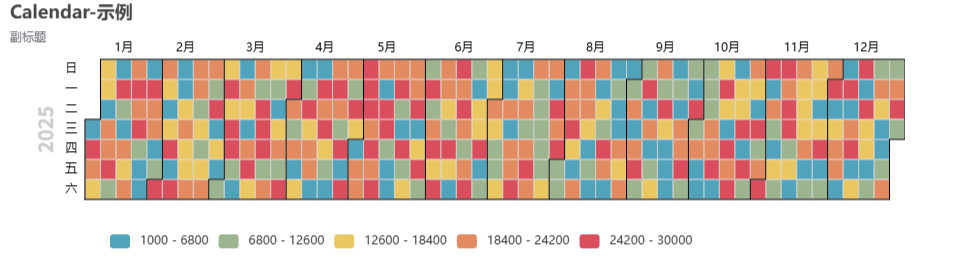 Calendar-示例
副标题
1月 2月 3月 4月 5月 6月 7月 8月 9月 10月 11月 12月
2025
日
一
二
三
四
五
六
1000 - 6800 6800 - 12600 12600 - 18400 18400 - 24200 24200 - 30000